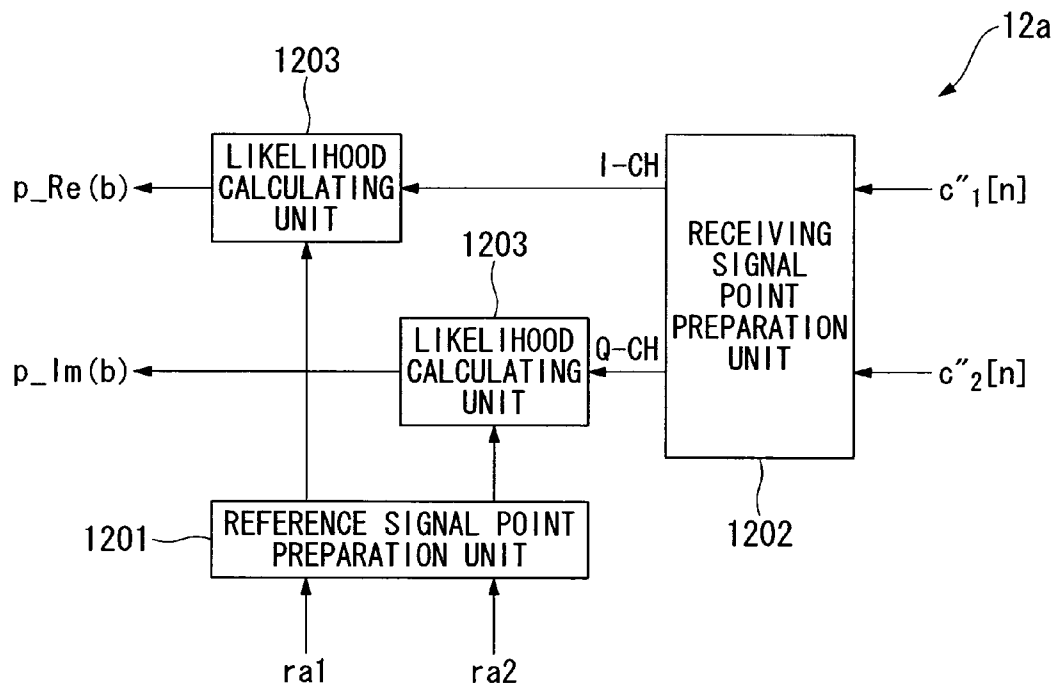 12a
1203
LIKELIHOOD
CALCULATING
UNIT
p_Re(b)
I-CH
c"1[n]
RECEIVING
SIGNAL
POINT
PREPARATION
UNIT
1203
LIKELIHOOD
CALCULATING
UNIT
p_Im(b)
Q-CH
c"2[n]
1202
1201
REFERENCE SIGNAL POINT
PREPARATION UNIT
ra1
ra2